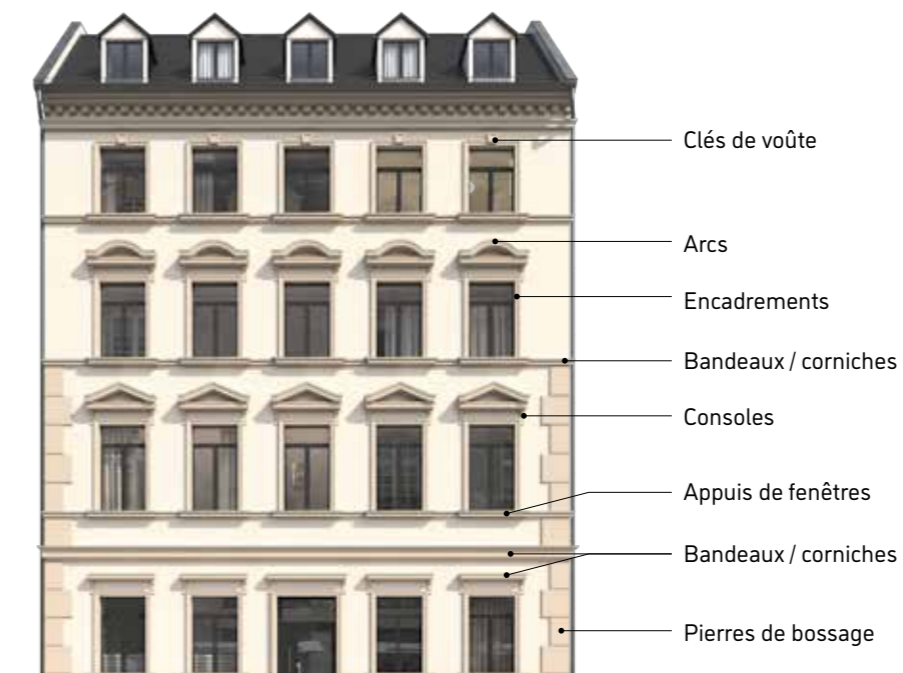 Clés de voûte
Arcs
Encadrements
Bandeaux / corniches
Consoles
Appuis de fenêtres
Bandeaux / corniches
Pierres de bossage